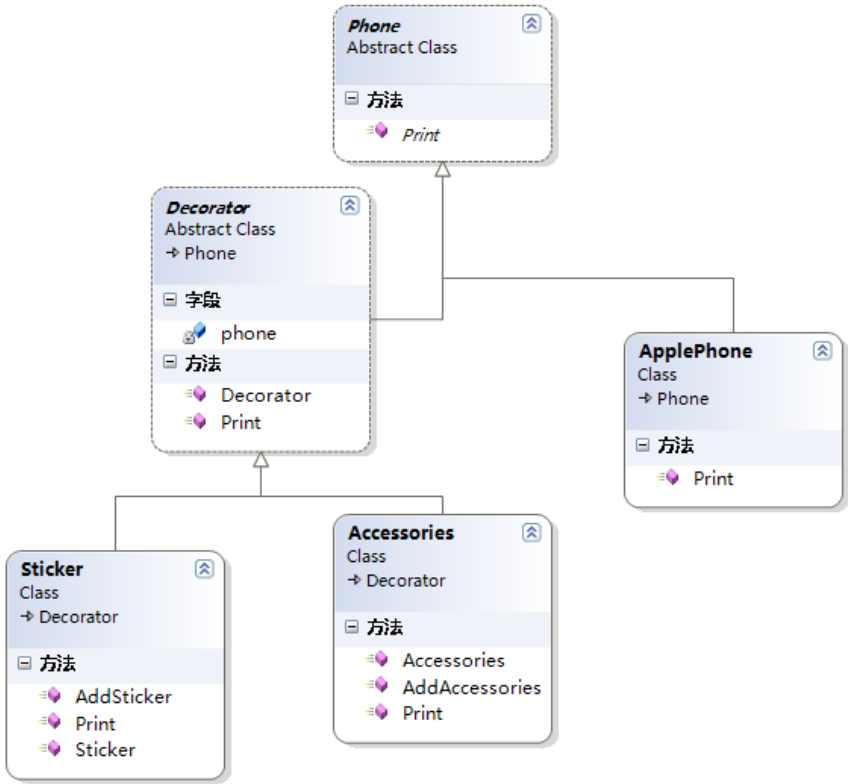 Phone
Abstract Class
方法
Print
Decorator
Abstract Class
Phone
字段
phone
方法
Decorator
Print
ApplePhone
Class
Phone
方法
Print
Sticker
Class
Decorator
方法
AddSticker
Print
Sticker
Accessories
Class
Decorator
方法
Accessories
AddAccessories
Print